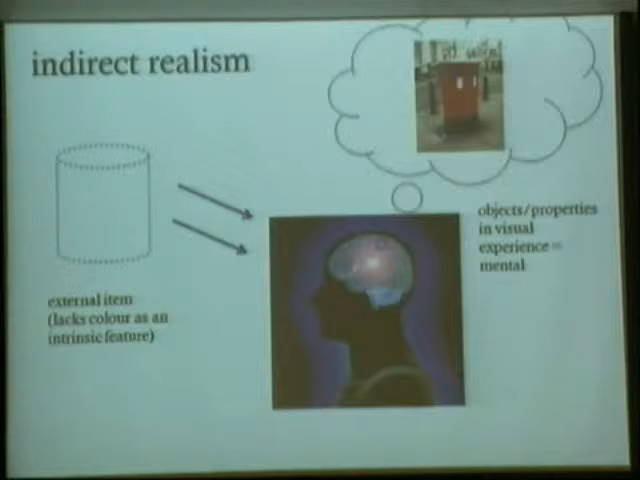 indirect realism
objects/properties
in visual
experience =
mental
external item
(lacks colour as an
intrinsic feature)